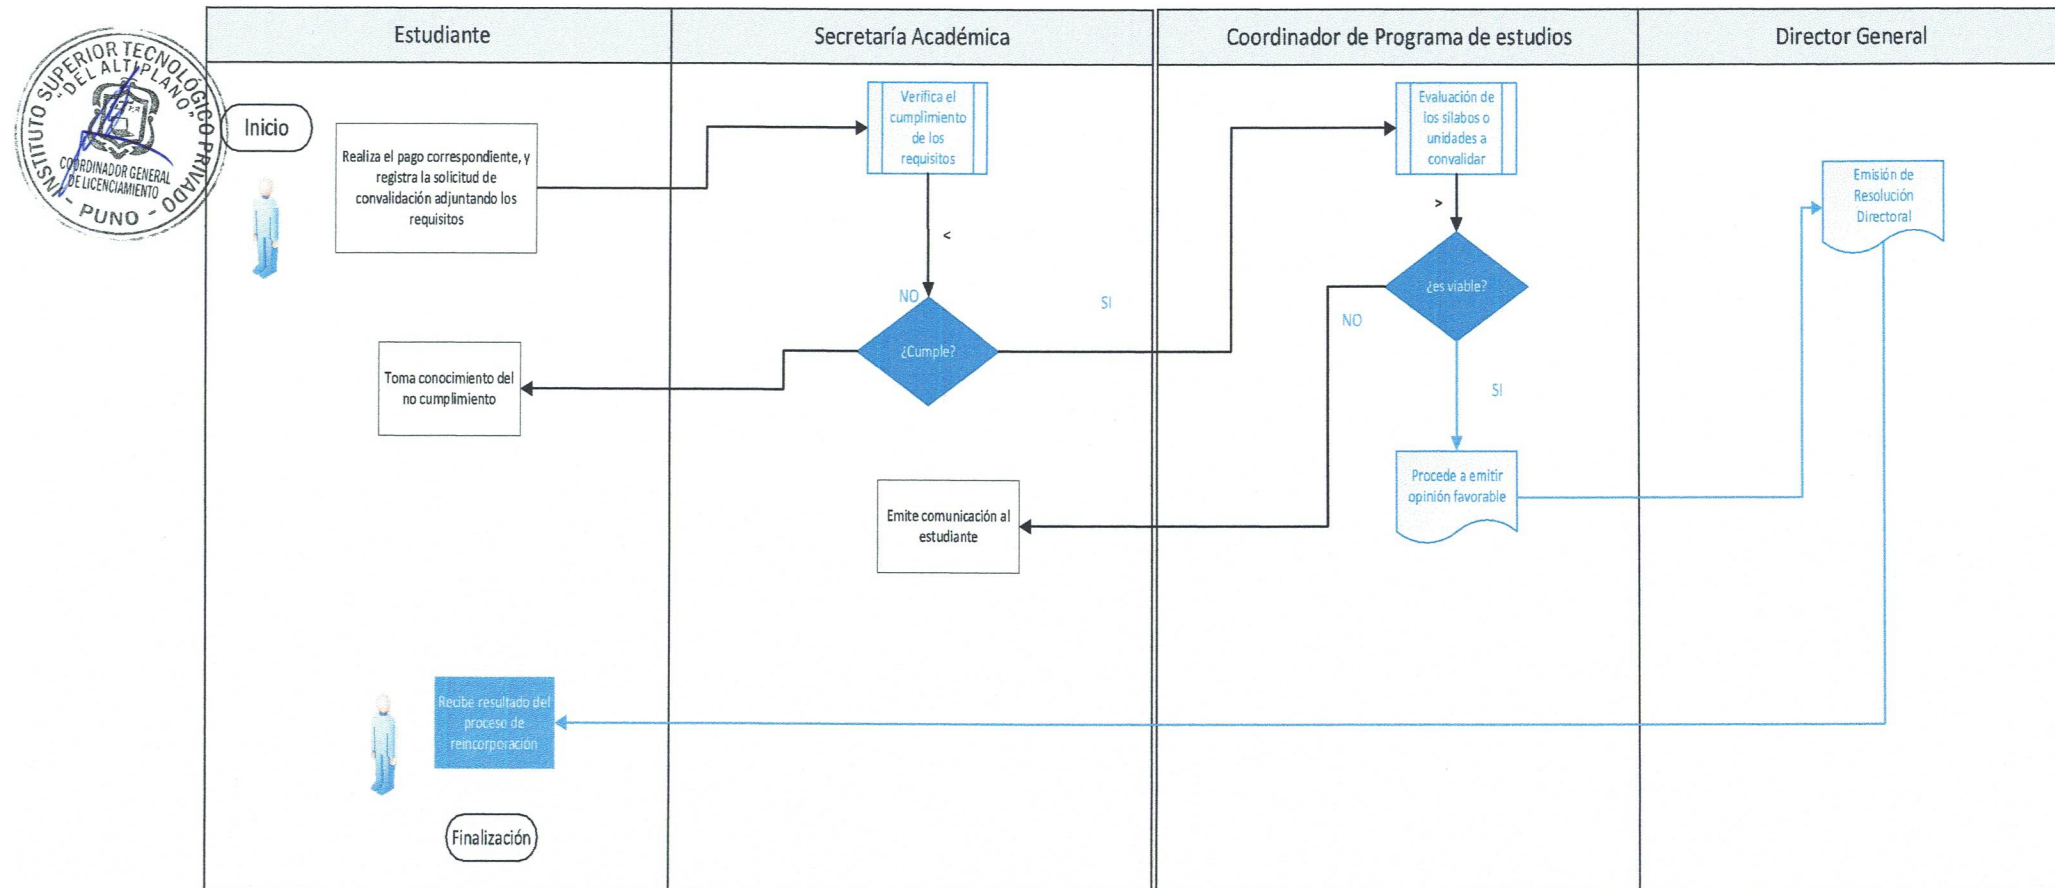 Estudiante
Secretaría Académica
Coordinador de Programa de estudios
Director General
INSTITUTO SUPERIOR TECNOLÓGICO PRIVADO
"DEL ALTIPLANO"
COORDINADOR GENERAL
DE LICENCIAMIENTO
- PUNO -
Inicio
Realiza el pago correspondiente, y
registra la solicitud de
convalidación adjuntando los
requisitos
Verifica el
cumplimiento
de los
requisitos
<
NO
SI
¿Cumple?
Toma conocimiento del
no cumplimiento
Evaluación de
los sílabos o
unidades a
convalidar
>
¿es viable?
NO
SI
Procede a emitir
opinión favorable
Emite comunicación al
estudiante
Emisión de
Resolución
Directoral
Recibe resultado del
proceso de
reincorporación
Finalización